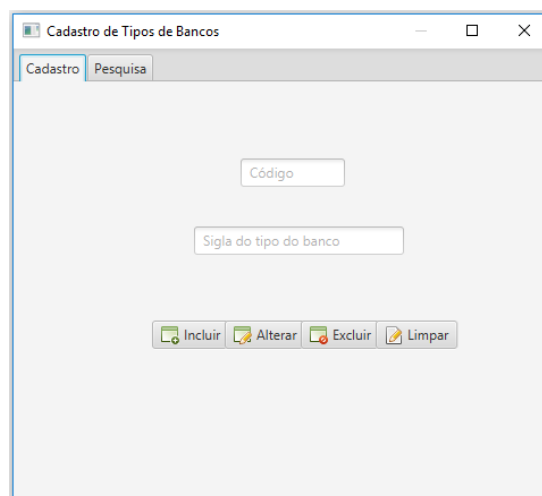 Cadastro de Tipos de Bancos
Cadastro Pesquisa
Código
Sigla do tipo do banco
Incluir Alterar Excluir Limpar